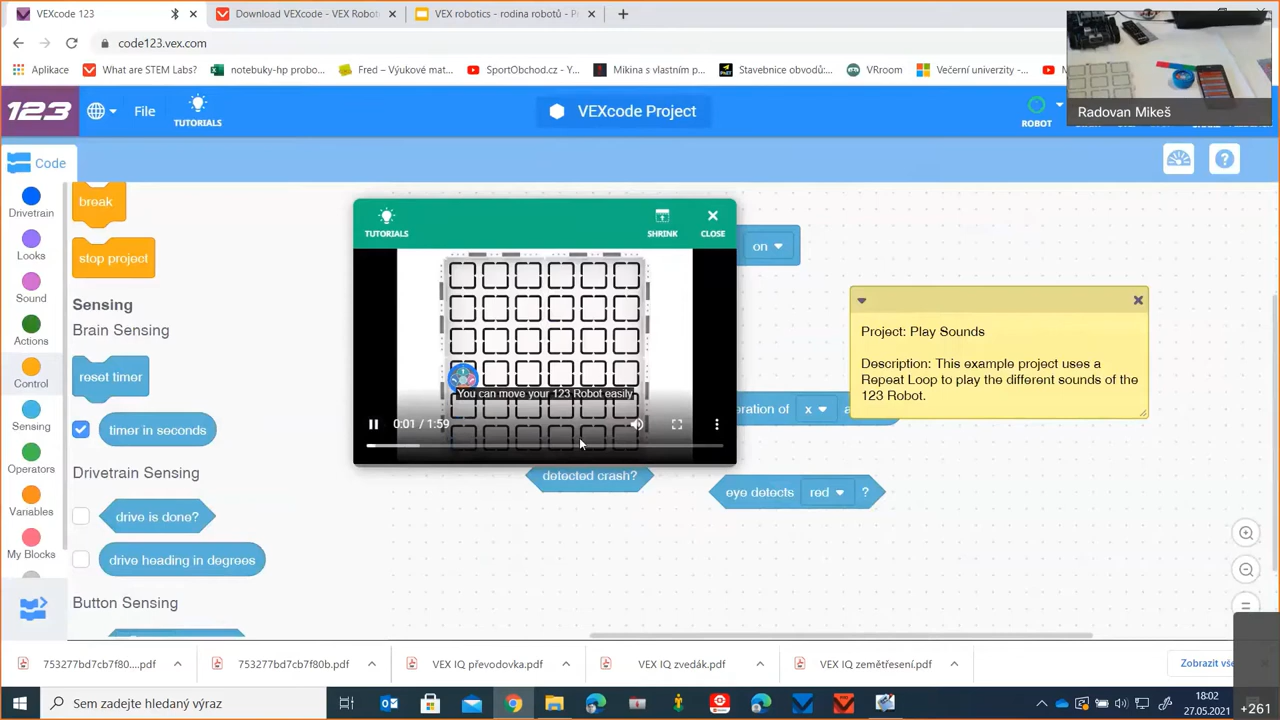 VEXcode 123
Download VEXcode - VEX Robot
VEX robotics - rodina robotů - P
code123.vex.com
Aplikace
What are STEM Labs?
notebuky-hp probo...
Fred – Výukové mat...
SportObchod.cz - Y...
Mikina s vlastním p...
Stavebnice obvodů:...
VRroom
Večerní univerzity -...
Radovan Mikeš
123
File
TUTORIALS
VEXcode Project
ROBOT
Code
Drivetrain
Looks
Sound
Actions
Control
Sensing
Operators
Variables
My Blocks
break
stop project
Sensing
Brain Sensing
reset timer
timer in seconds
Drivetrain Sensing
drive is done?
drive heading in degrees
Button Sensing
TUTORIALS
SHRINK
CLOSE
You can move your 123 Robot easily
0:01 / 1:59
on
eration of x a
detected crash?
eye detects red ?
Project: Play Sounds
Description: This example project uses a
Repeat Loop to play the different sounds of the
123 Robot.
753277bd7cb7f80....pdf
753277bd7cb7f80b.pdf
VEX IQ převodovka.pdf
VEX IQ zvedák.pdf
VEX IQ zemětřesení.pdf
Zobrazit vše
Sem zadejte hledaný výraz
18:02
27.05.2021
+261